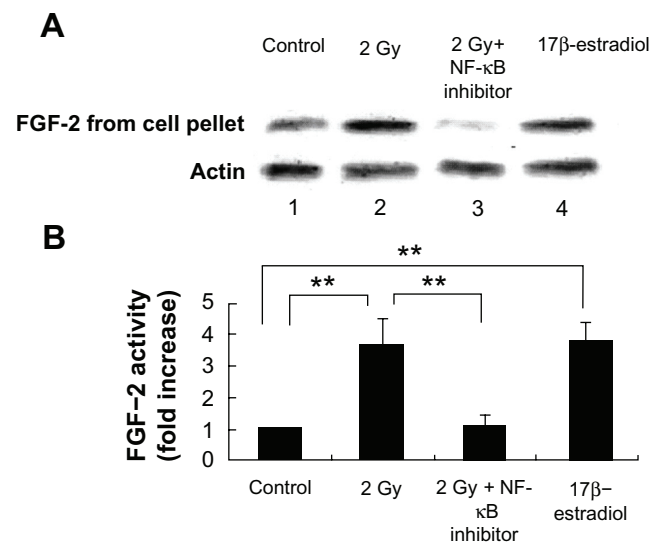 A
Control 2 Gy 2 Gy+ NF-κB inhibitor 17β-estradiol
FGF-2 from cell pellet
Actin
1 2 3 4
B
**
** **
FGF−2 activity
(fold increase)
5
4
3
2
1
0
Control 2 Gy 2 Gy + NF-κB inhibitor 17β−estradiol